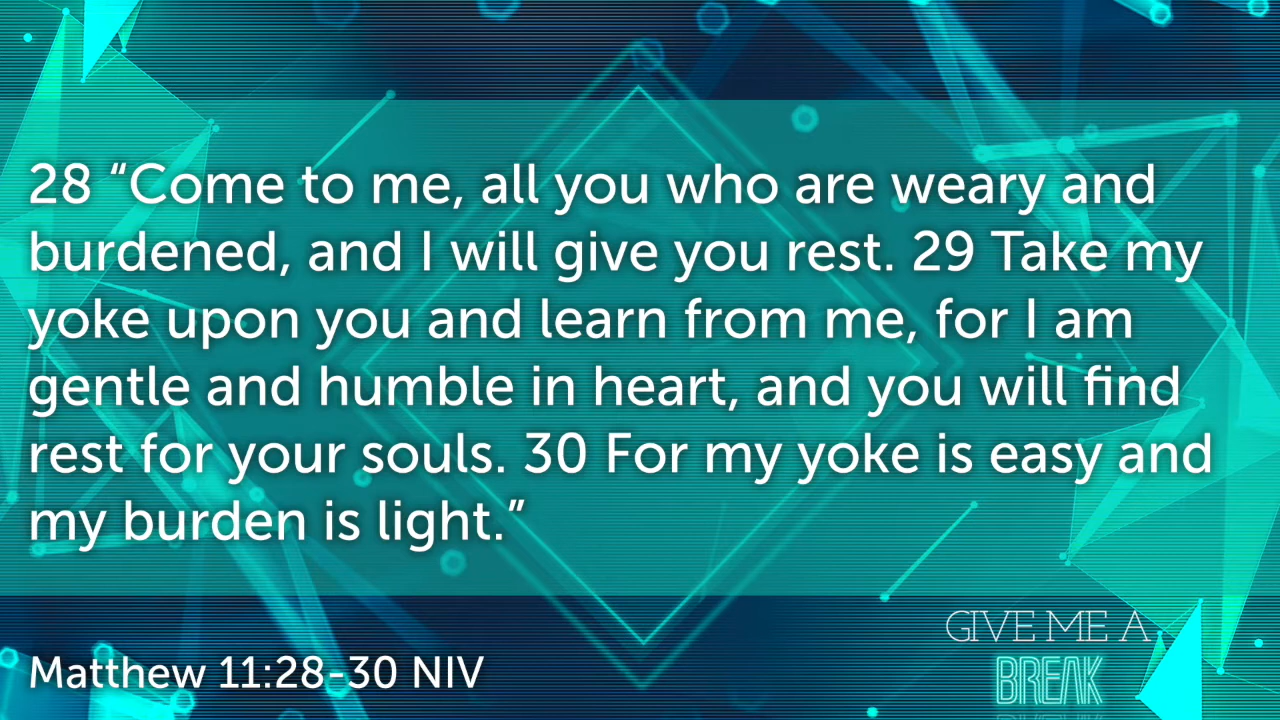 28 “Come to me, all you who are weary and
burdened, and I will give you rest. 29 Take my
yoke upon you and learn from me, for I am
gentle and humble in heart, and you will find
rest for your souls. 30 For my yoke is easy and
my burden is light.”
Matthew 11:28-30 NIV
GIVE ME A
BREAK